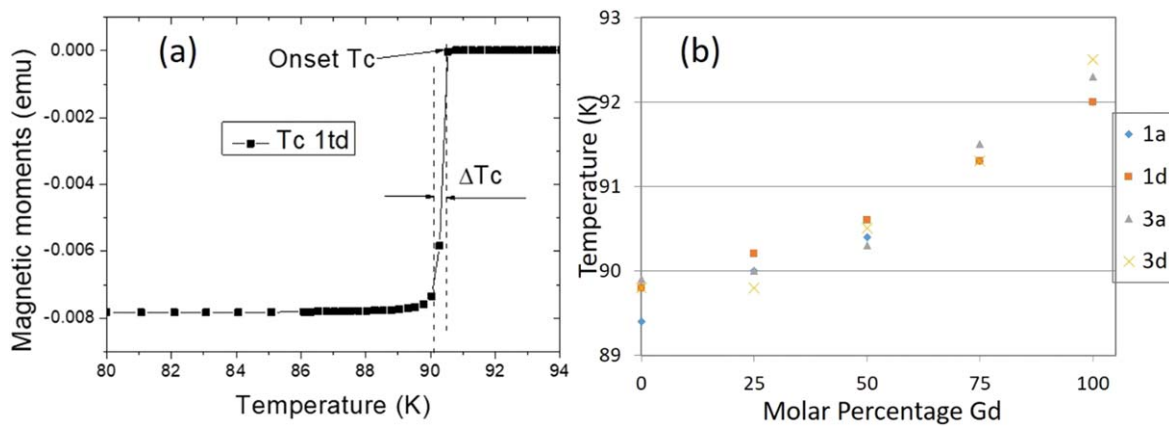 (a)
Magnetic moments (emu)
0.000
-0.002
-0.004
-0.006
-0.008
Onset Tc
Tc 1td
ΔTc
80 82 84 86 88 90 92 94
Temperature (K)
(b)
Temperature (K)
93
92
91
90
89
0 25 50 75 100
Molar Percentage Gd
1a
1d
3a
3d